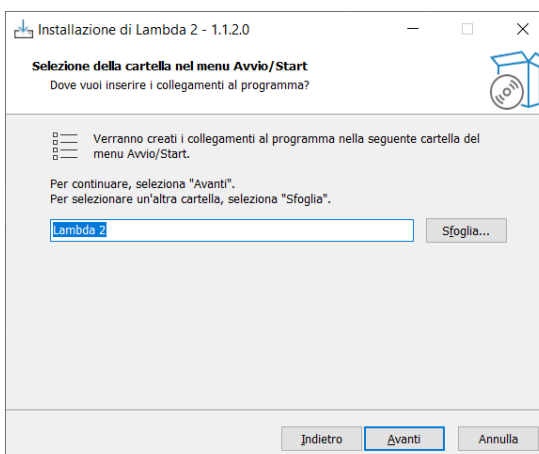 Installazione di Lambda 2 - 1.1.2.0
Selezione della cartella nel menu Avvio/Start
Dove vuoi inserire i collegamenti al programma?
Verranno creati i collegamenti al programma nella seguente cartella del
menu Avvio/Start.
Per continuare, seleziona "Avanti".
Per selezionare un'altra cartella, seleziona "Sfoglia".
Lambda 2
Sfoglia...
Indietro
Avanti
Annulla